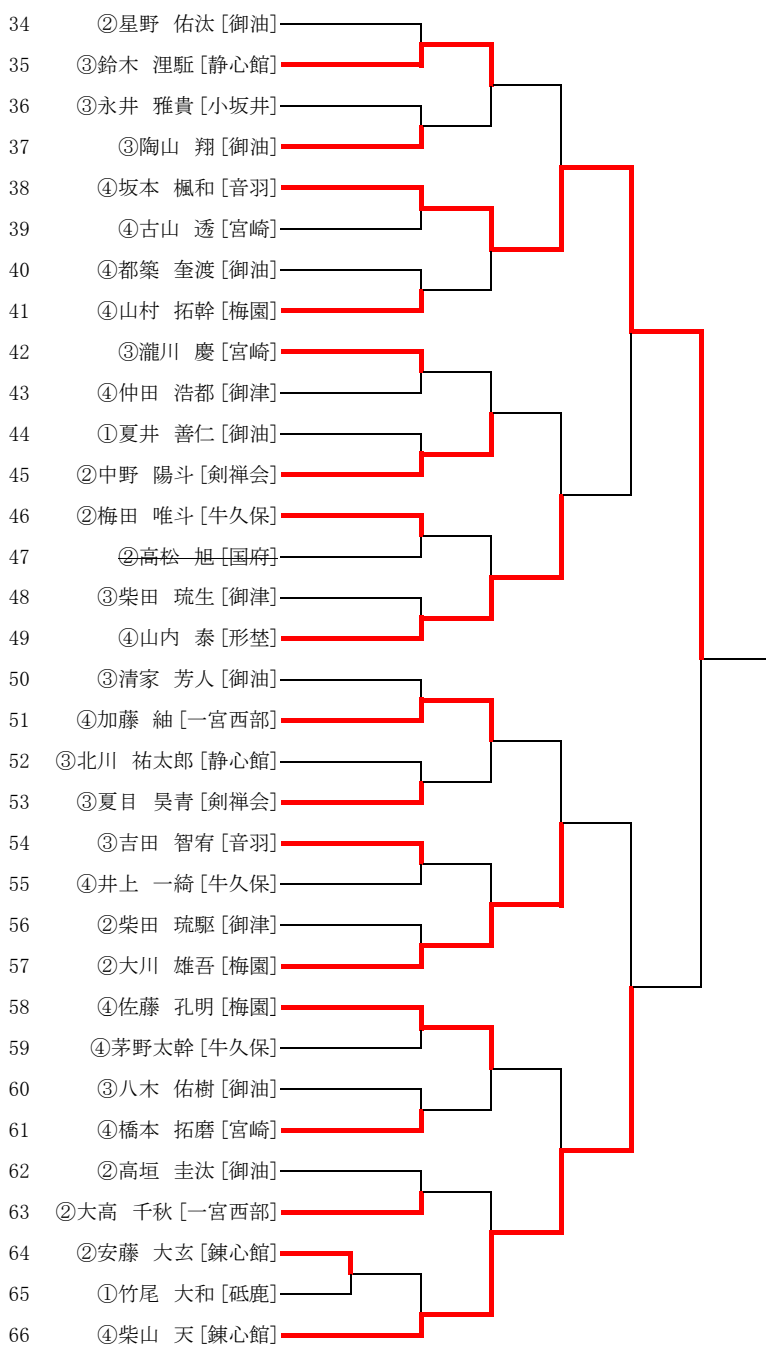 34 ②星野 佑汰[御油]
35 ③鈴木 浬駈[静心館]
36 ③永井 雅貴[小坂井]
37 ③陶山 翔[御油]
38 ④坂本 楓和[音羽]
39 ④古山 透[宮崎]
40 ④都築 奎渡[御油]
41 ④山村 拓幹[梅園]
42 ③瀧川 慶[宮崎]
43 ④仲田 浩都[御津]
44 ①夏井 善仁[御油]
45 ②中野 陽斗[剣禅会]
46 ②梅田 唯斗[牛久保]
47 ②高松 旭[国府]
48 ③柴田 琉生[御津]
49 ④山内 泰[形埜]
50 ③清家 芳人[御油]
51 ④加藤 紬[一宮西部]
52 ③北川 祐太郎[静心館]
53 ③夏目 昊青[剣禅会]
54 ③吉田 智宥[音羽]
55 ④井上 一綺[牛久保]
56 ②柴田 琉駆[御津]
57 ②大川 雄吾[梅園]
58 ④佐藤 孔明[梅園]
59 ④茅野太幹[牛久保]
60 ③八木 佑樹[御油]
61 ④橋本 拓磨[宮崎]
62 ②高垣 圭汰[御油]
63 ②大高 千秋[一宮西部]
64 ②安藤 大玄[錬心館]
65 ①竹尾 大和[砥鹿]
66 ④柴山 天[錬心館]